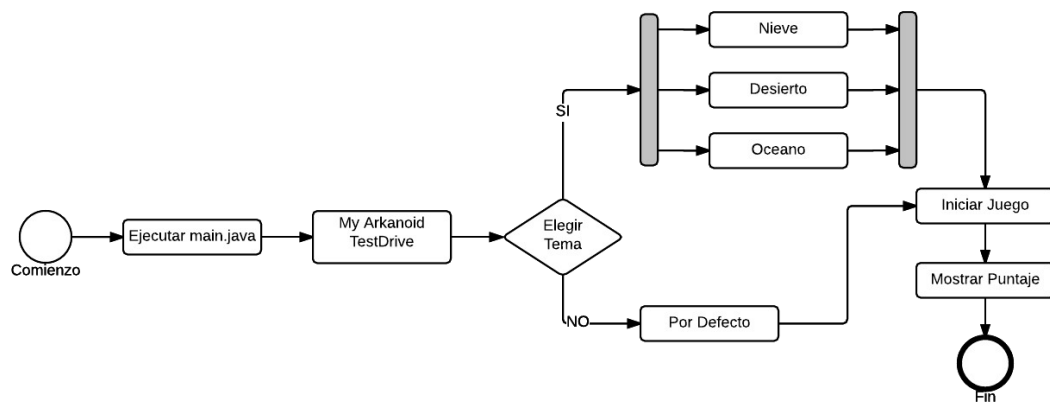 Nieve
Desierto
SI
Oceano
Iniciar Juego
My Arkanoid
TestDrive
Elegir
Tema
Ejecutar main.java
Comienzo
Mostrar Puntaje
NO
Por Defecto
Fin